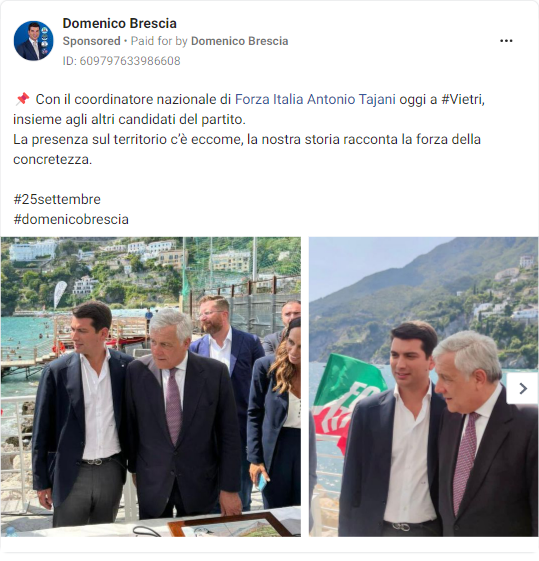 Domenico Brescia
Sponsored • Paid for by Domenico Brescia
ID: 609797633986608
📌 Con il coordinatore nazionale di Forza Italia Antonio Tajani oggi a #Vietri,
insieme agli altri candidati del partito.
La presenza sul territorio c’è eccome, la nostra storia racconta la forza della
concretezza.
#25settembre
#domenicobrescia